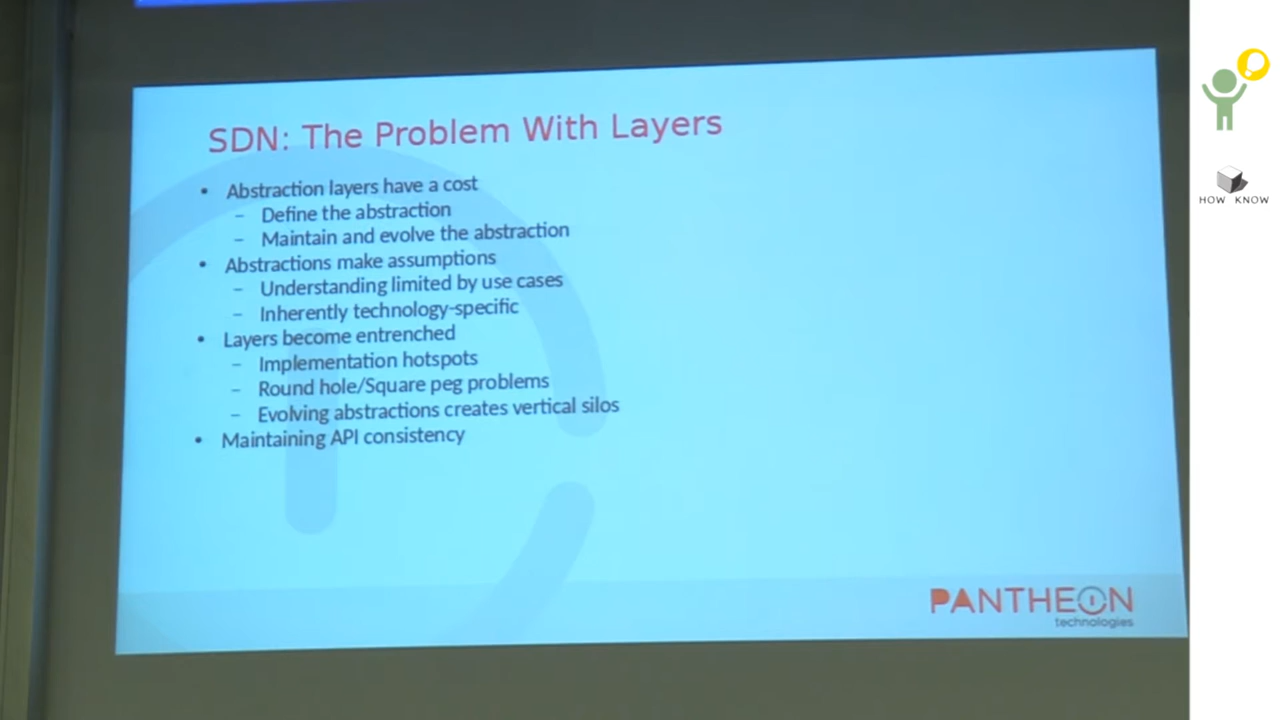 SDN: The Problem With Layers
• Abstraction layers have a cost
– Define the abstraction
– Maintain and evolve the abstraction
• Abstractions make assumptions
– Understanding limited by use cases
– Inherently technology-specific
• Layers become entrenched
– Implementation hotspots
– Round hole/Square peg problems
– Evolving abstractions creates vertical silos
• Maintaining API consistency
PANTHEON
technologies
HOW KNOW